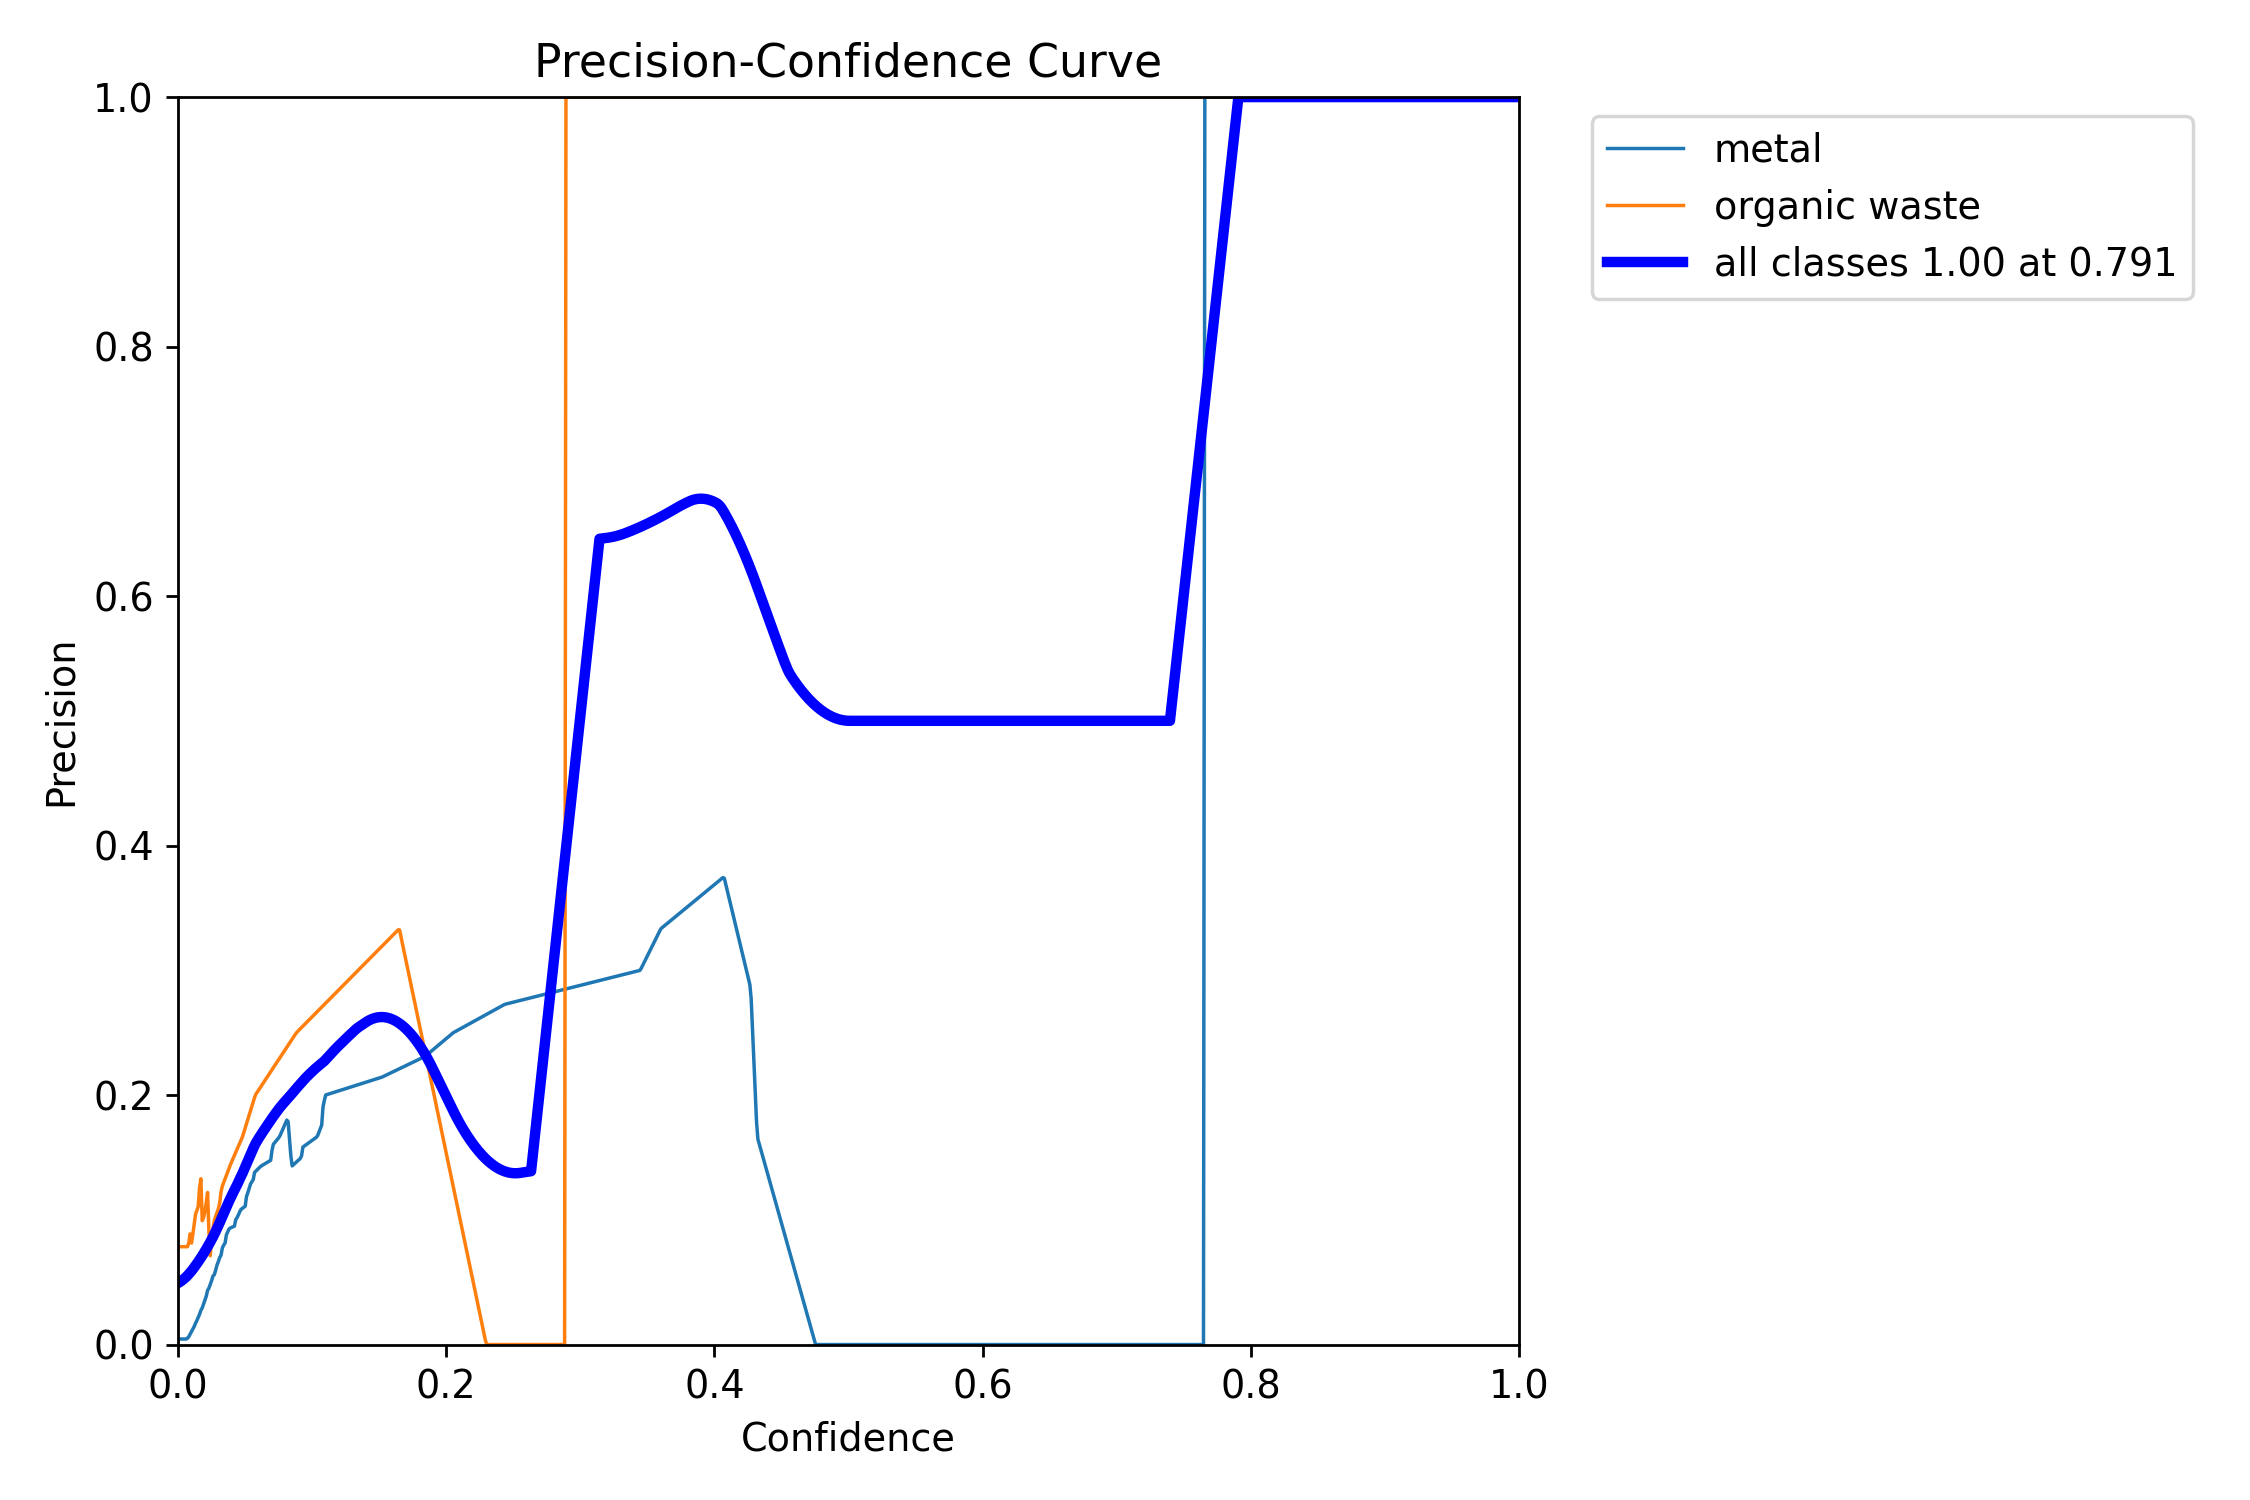 Precision-Confidence Curve
1.0
0.8
0.6
0.4
0.2
0.0
Precision
0.0 0.2 0.4 0.6 0.8 1.0
Confidence
metal
organic waste
all classes 1.00 at 0.791